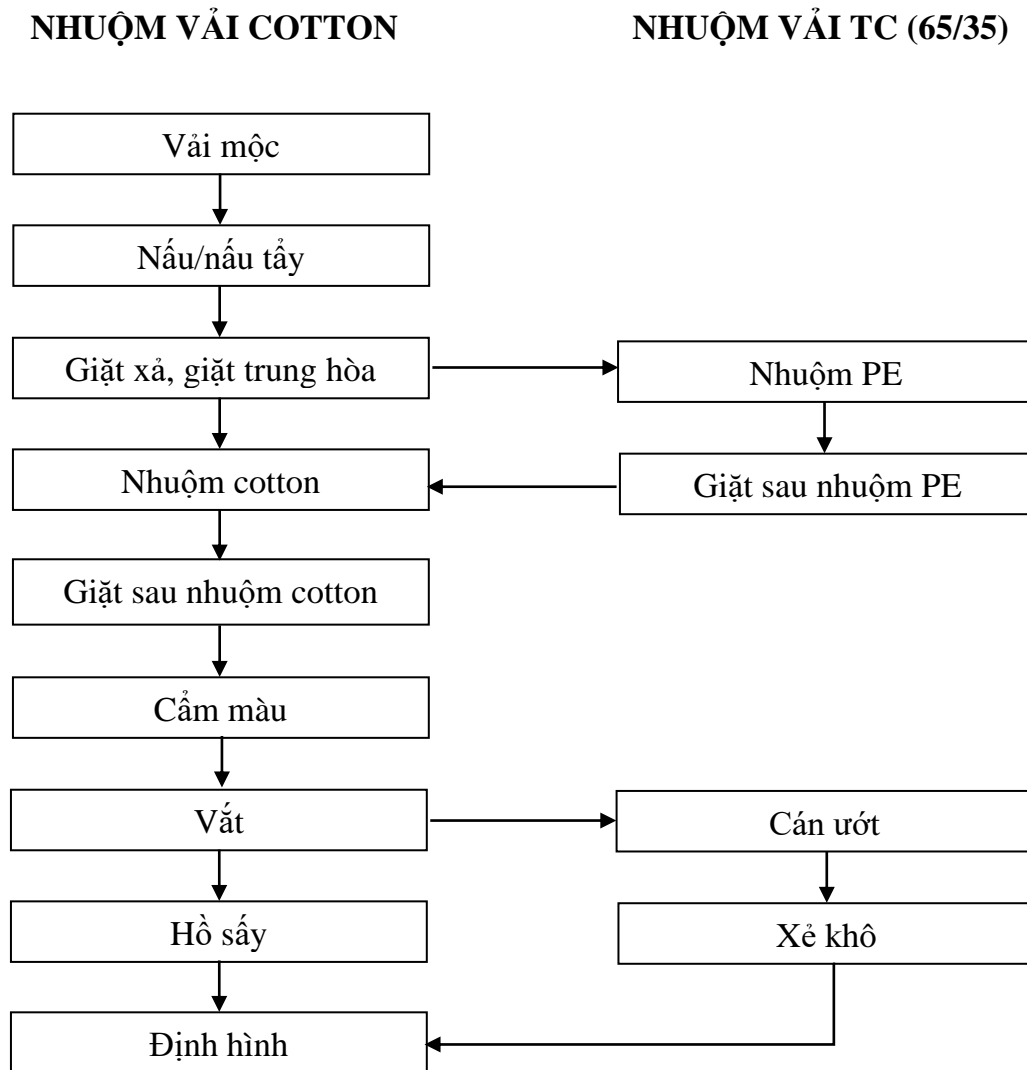 NHUỘM VẢI COTTON
NHUỘM VẢI TC (65/35)
Vải mộc
Nấu/nấu tẩy
Giặt xả, giặt trung hòa
Nhuộm PE
Nhuộm cotton
Giặt sau nhuộm PE
Giặt sau nhuộm cotton
Cẩm màu
Vắt
Cán ướt
Hồ sấy
Xẻ khô
Định hình